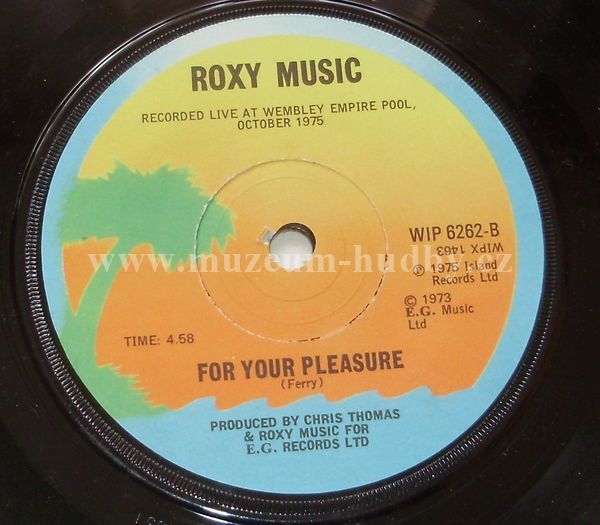 ROXY MUSIC
RECORDED LIVE AT WEMBLEY EMPIRE POOL,
OCTOBER 1975
WIP 6262-B
WIPX 1463
℗ 1975 Island
Records Ltd
www.muzeum-hudby.cz
© 1973
E.G. Music
Ltd
TIME: 4.58
FOR YOUR PLEASURE
(Ferry)
PRODUCED BY CHRIS THOMAS
& ROXY MUSIC FOR
E.G. RECORDS LTD